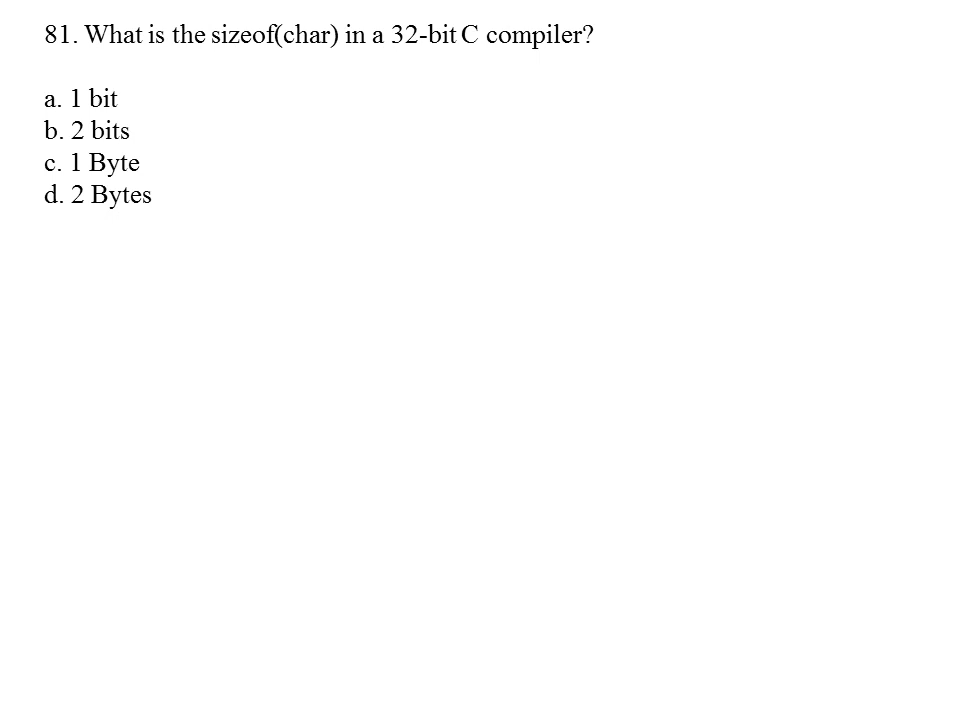 81. What is the sizeof(char) in a 32-bit C compiler?
a. 1 bit
b. 2 bits
c. 1 Byte
d. 2 Bytes